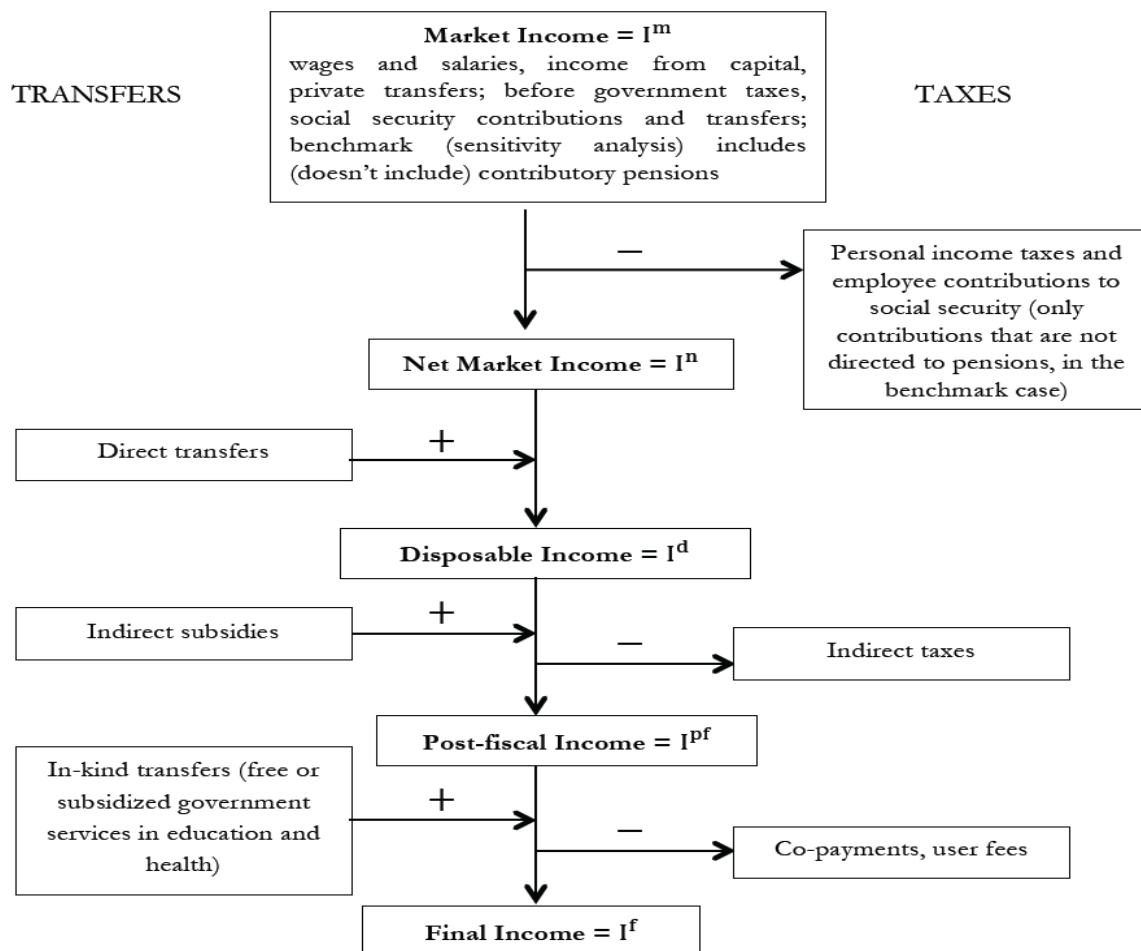 Market Income = I^m
wages and salaries, income from capital,
private transfers; before government taxes,
social security contributions and transfers;
benchmark (sensitivity analysis) includes
(doesn't include) contributory pensions
TRANSFERS
TAXES
−
Personal income taxes and
employee contributions to
social security (only
contributions that are not
directed to pensions, in the
benchmark case)
Net Market Income = I^n
+
Direct transfers
Disposable Income = I^d
+
Indirect subsidies
−
Indirect taxes
Post-fiscal Income = I^pf
In-kind transfers (free or
subsidized government
services in education and
health)
+
−
Co-payments, user fees
Final Income = I^f